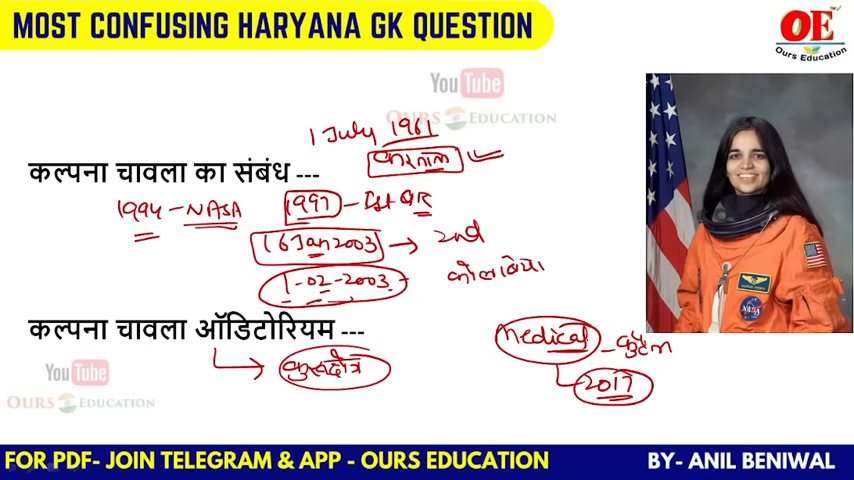 MOST CONFUSING HARYANA GK QUESTION
OE
Ours Education
YouTube
OURS EDUCATION
1 July 1961
करनाल
कल्पना चावला का संबंध ---
1994 - NASA 1997 - Ist बार
16 Jan 2003 → 2nd
1-02-2003 कोलंबिया
कल्पना चावला ऑडिटोरियम ---
Medical
कुरुक्षेत्र
2017
YouTube
OURS EDUCATION
NASA
FOR PDF- JOIN TELEGRAM & APP - OURS EDUCATION
BY- ANIL BENIWAL